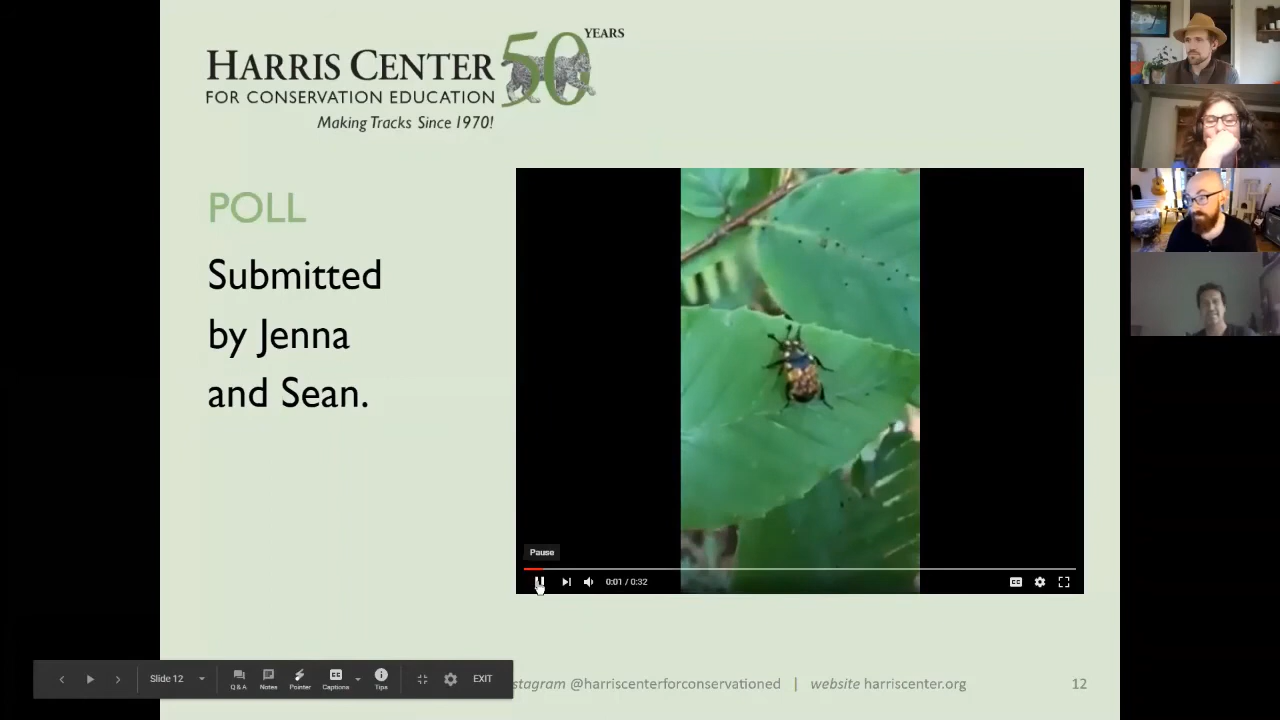 HARRIS CENTER
50 YEARS
FOR CONSERVATION EDUCATION
Making Tracks Since 1970!
POLL
Submitted
by Jenna
and Sean.
Pause
0:01 / 0:32
CC
Slide 12
Q&A
Notes
Pointer
Captions
Tips
EXIT
stagram @harriscenterforconservationed | website harriscenter.org
12